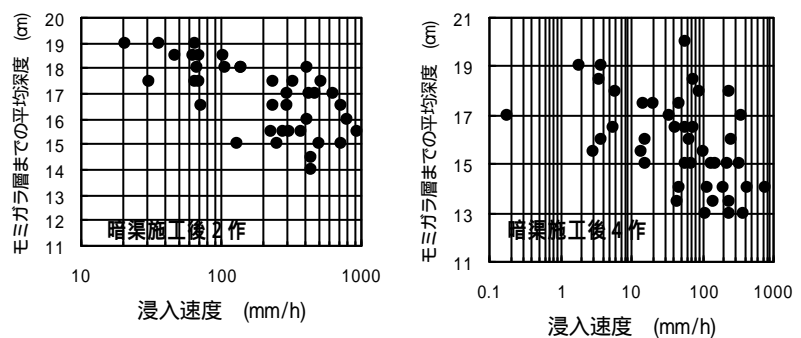 モミガラ層までの平均深度 (cm)
20
19
18
17
16
15
14
13
12
11
暗渠施工後2作
10 100 1000
浸入速度 (mm/h)
モミガラ層までの平均深度 (cm)
21
19
17
15
13
11
暗渠施工後4作
0.1 1 10 100 1000
浸入速度 (mm/h)